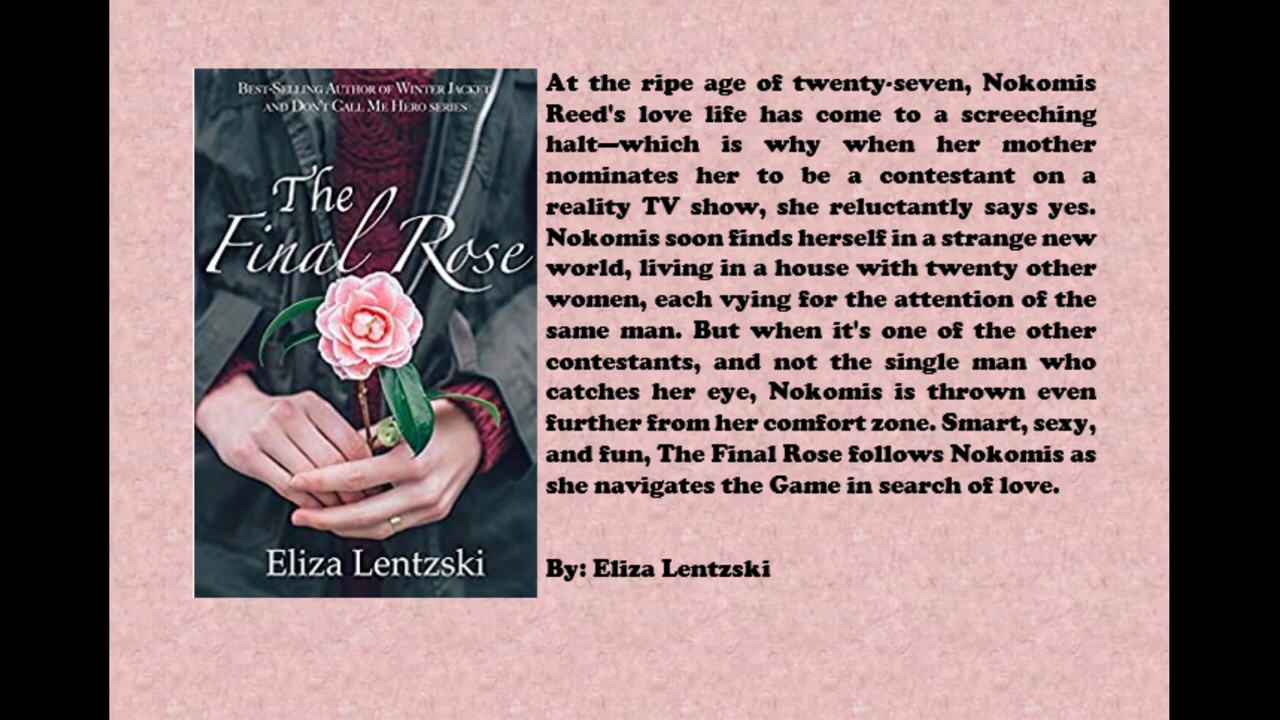 BEST-SELLING AUTHOR OF WINTER JACKET
AND DON'T CALL ME HERO SERIES
The
Final Rose
Eliza Lentzski
At the ripe age of twenty-seven, Nokomis
Reed's love life has come to a screeching
halt—which is why when her mother
nominates her to be a contestant on a
reality TV show, she reluctantly says yes.
Nokomis soon finds herself in a strange new
world, living in a house with twenty other
women, each vying for the attention of the
same man. But when it's one of the other
contestants, and not the single man who
catches her eye, Nokomis is thrown even
further from her comfort zone. Smart, sexy,
and fun, The Final Rose follows Nokomis as
she navigates the Game in search of love.
By: Eliza Lentzski